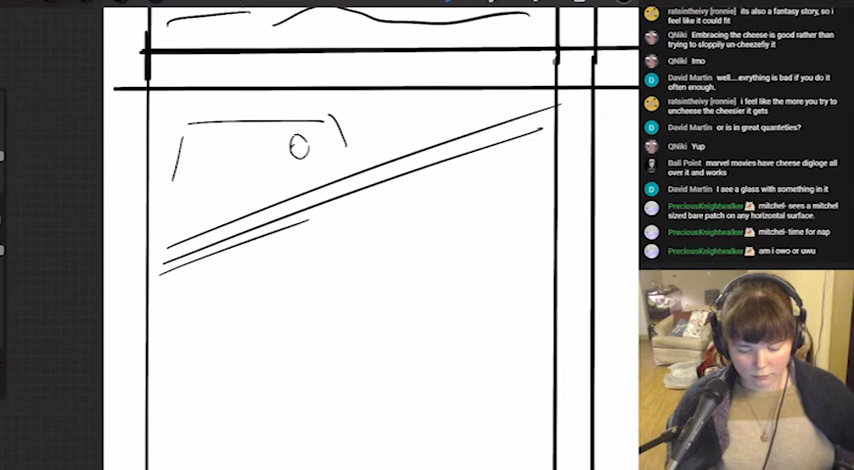 ratsintheivy [ronnie] its also a fantasy story, so i
feel like it could fit
QNiki Embracing the cheese is good rather than
trying to sloppily un-cheezefiy it
QNiki Imo
David Martin well....evrything is bad if you do it
often enough.
ratsintheivy [ronnie] i feel like the more you try to
uncheese the cheesier it gets
David Martin or is in great quanteties?
QNiki Yup
Ball Point marvel movies have cheese digloge all
over it and works
David Martin I see a glass with something in it
PreciousKnightwalker mitchel- sees a mitchel
sized bare patch on any horizontal surface.
PreciousKnightwalker mitchel- time for nap
PreciousKnightwalker am i owo or uwu
D
D
D